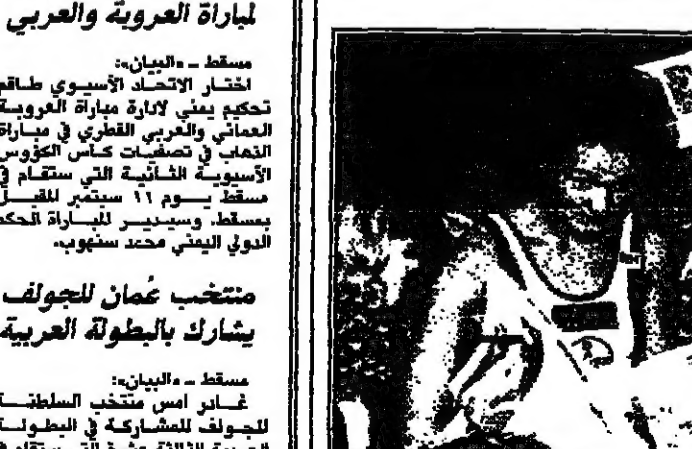 لمباراة العروبة والعربي
مسقط ـ «البيان»:
اختار الاتحاد الآسيوي طاقم
تحكيم يمني لادارة مباراة العروبة
العماني والعربي القطري في مباراة
الذهاب في تصفيات كأس الكؤوس
الآسيوية الثانية التي ستقام في
مسقط يوم ١١ سبتمبر المقبل
بمسقط. وسيدير المباراة الحكم
الدولي اليمني محمد سنهوب.
منتخب عُمان للجولف
يشارك بالبطولة العربية
مسقط ـ «البيان»:
غادر امس منتخب السلطنة
للجولف للمشاركة في البطولة